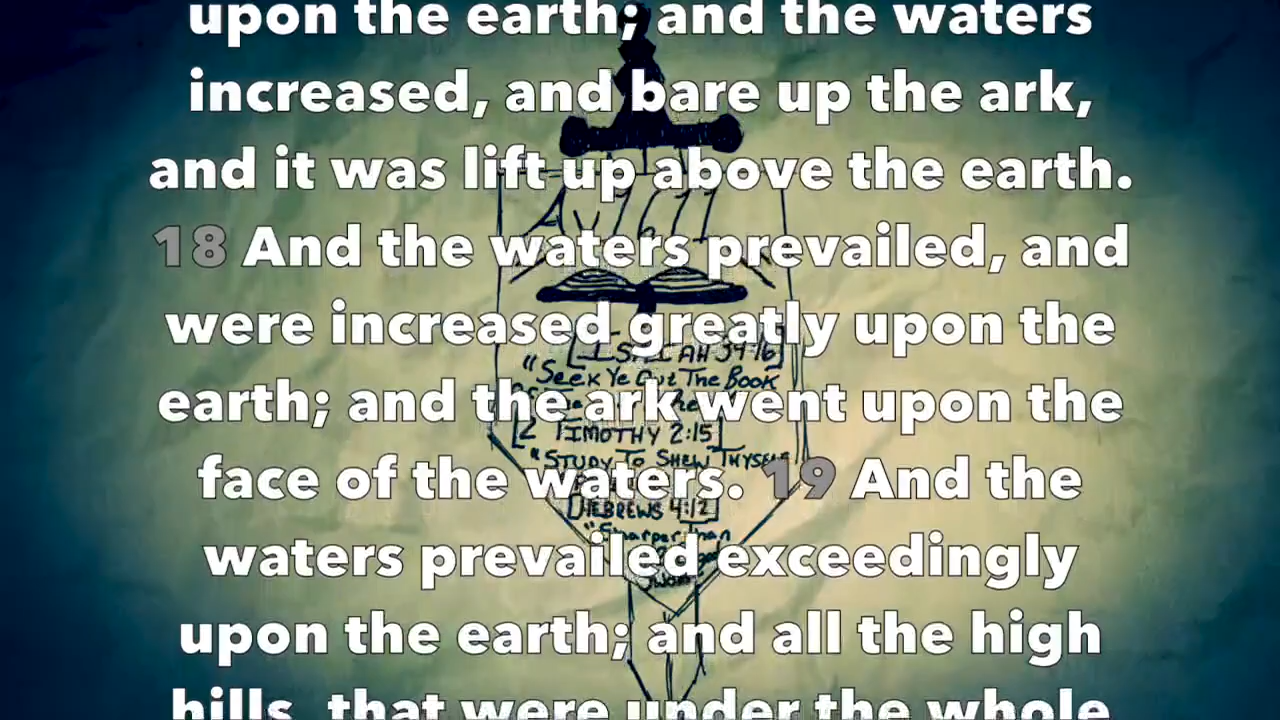 upon the earth; and the waters
increased, and bare up the ark,
and it was lift up above the earth.
18 And the waters prevailed, and
were increased greatly upon the
earth; and the ark went upon the
face of the waters. 19 And the
waters prevailed exceedingly
upon the earth; and all the high
hills, that were under the whole
AV 1611
"Seek Ye Out The Book
[2 TIMOTHY 2:15]
"STUDY TO SHEW THYSELF
[HEBREWS 4:12]
"Sharper Than